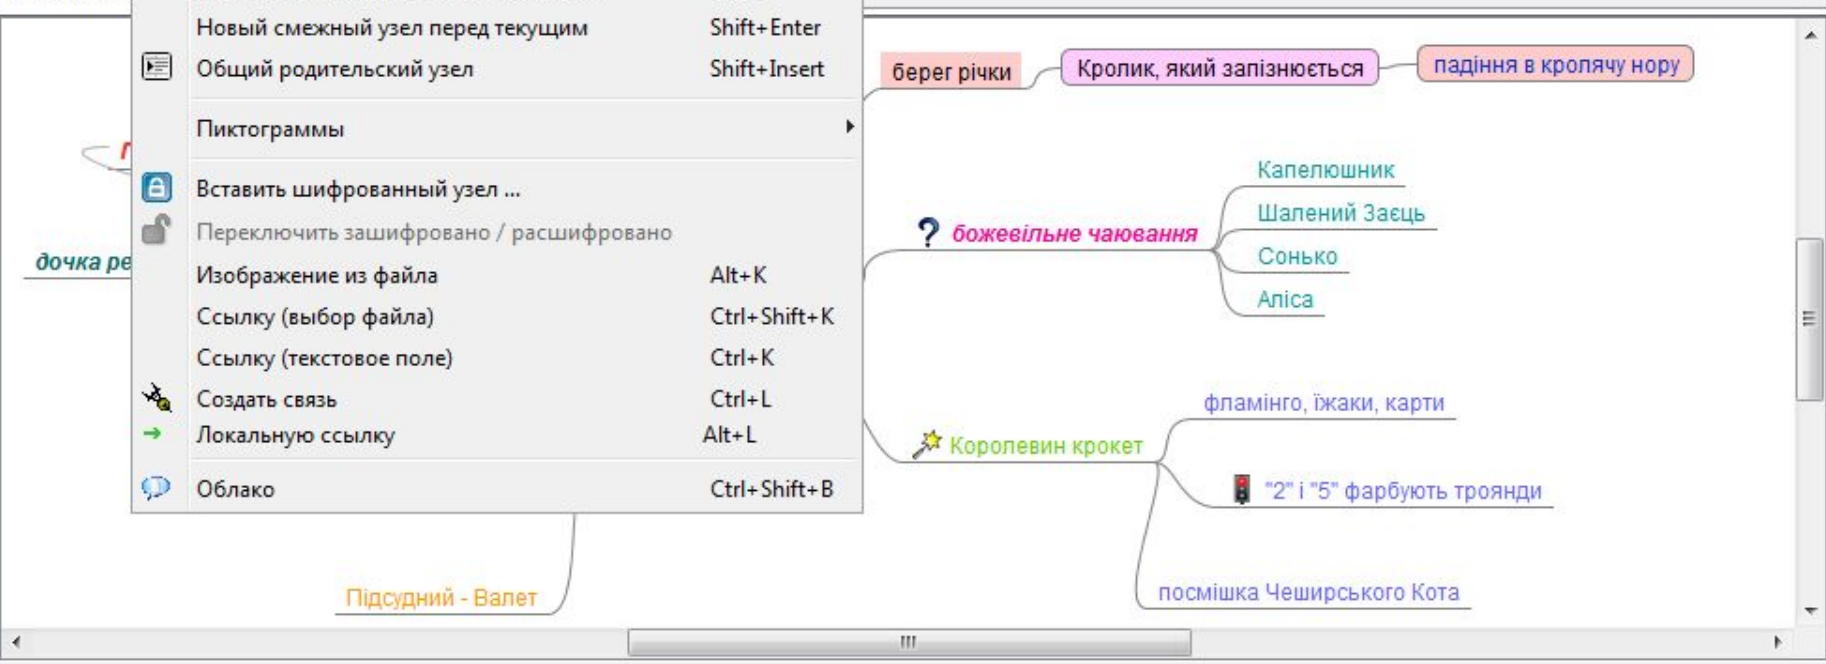 Новый смежный узел перед текущим Shift+Enter
Общий родительский узел Shift+Insert
Пиктограммы
Вставить шифрованный узел ...
Переключить зашифровано / расшифровано
Изображение из файла Alt+K
Ссылку (выбор файла) Ctrl+Shift+K
Ссылку (текстовое поле) Ctrl+K
Создать связь Ctrl+L
Локальную ссылку Alt+L
Облако Ctrl+Shift+B
дочка ре
Підсудний - Валет
берег річки
Кролик, який запізнюється
падіння в кролячу нору
божевільне чаювання
Капелюшник
Шалений Заєць
Сонько
Аліса
Королевин крокет
фламінго, їжаки, карти
"2" і "5" фарбують троянди
посмішка Чеширського Кота